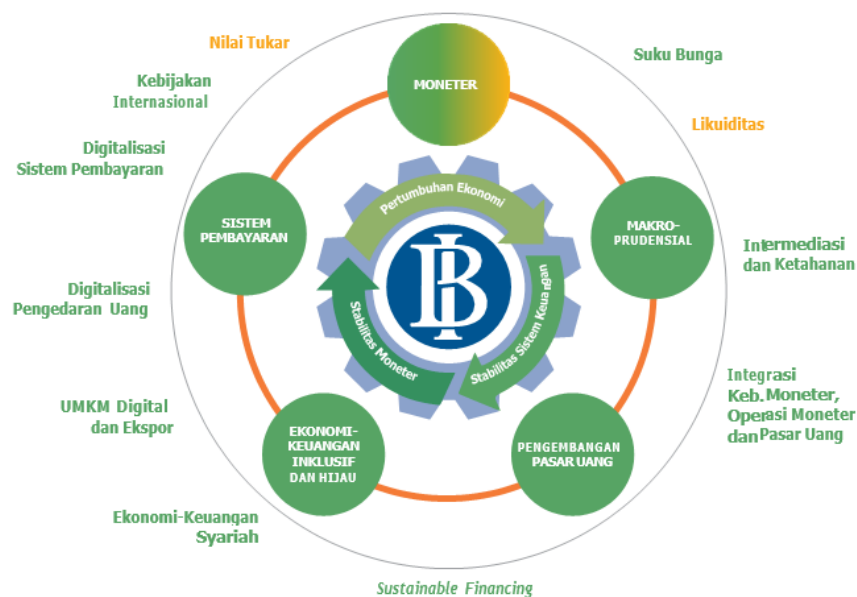 Nilai Tukar
Suku Bunga
MONETER
Kebijakan
Internasional
Likuiditas
Digitalisasi
Sistem Pembayaran
Pertumbuhan Ekonomi
SISTEM
PEMBAYARAN
MAKRO-
PRUDENSIAL
Intermediasi
dan Ketahanan
BI
Stabilitas Sistem Keuangan
Stabilitas Moneter
Digitalisasi
Pengedaran Uang
Integrasi
Keb. Moneter,
Operasi Moneter
dan Pasar Uang
UMKM Digital
dan Ekspor
EKONOMI-
KEUANGAN
INKLUSIF
DAN HIJAU
PENGEMBANGAN
PASAR UANG
Ekonomi-Keuangan
Syariah
Sustainable Financing